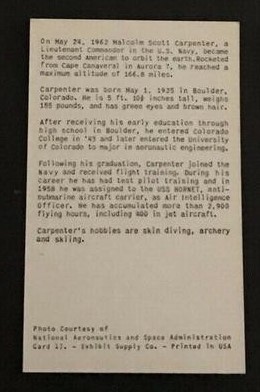 On May 24, 1962 Malcolm Scott Carpenter, a
Lieutenant Commander in the U.S. Navy, became
the second American to orbit the earth. Rocketed
from Cape Canaveral in Aurora 7, he reached a
maximum altitude of 166.8 miles.
Carpenter was born May 1, 1925 in Boulder,
Colorado. He is 5 ft. 10½ inches tall, weighs
155 pounds, and has green eyes and brown hair.
After receiving his early education through
high school in Boulder, he entered Colorado
College in '43 and later entered the University
of Colorado to major in aeronautic engineering.
Following his graduation, Carpenter joined the
Navy and received flight training. During his
career he has had test pilot training and in
1958 he was assigned to the USS HORNET, anti-
submarine aircraft carrier, as Air Intelligence
Officer. He has accumulated more than 2,900
flying hours, including 400 in jet aircraft.
Carpenter's hobbies are skin diving, archery
and skiing.
Photo Courtesy of
National Aeronautics and Space Administration
Card 17. - Exhibit Supply Co. - Printed in USA